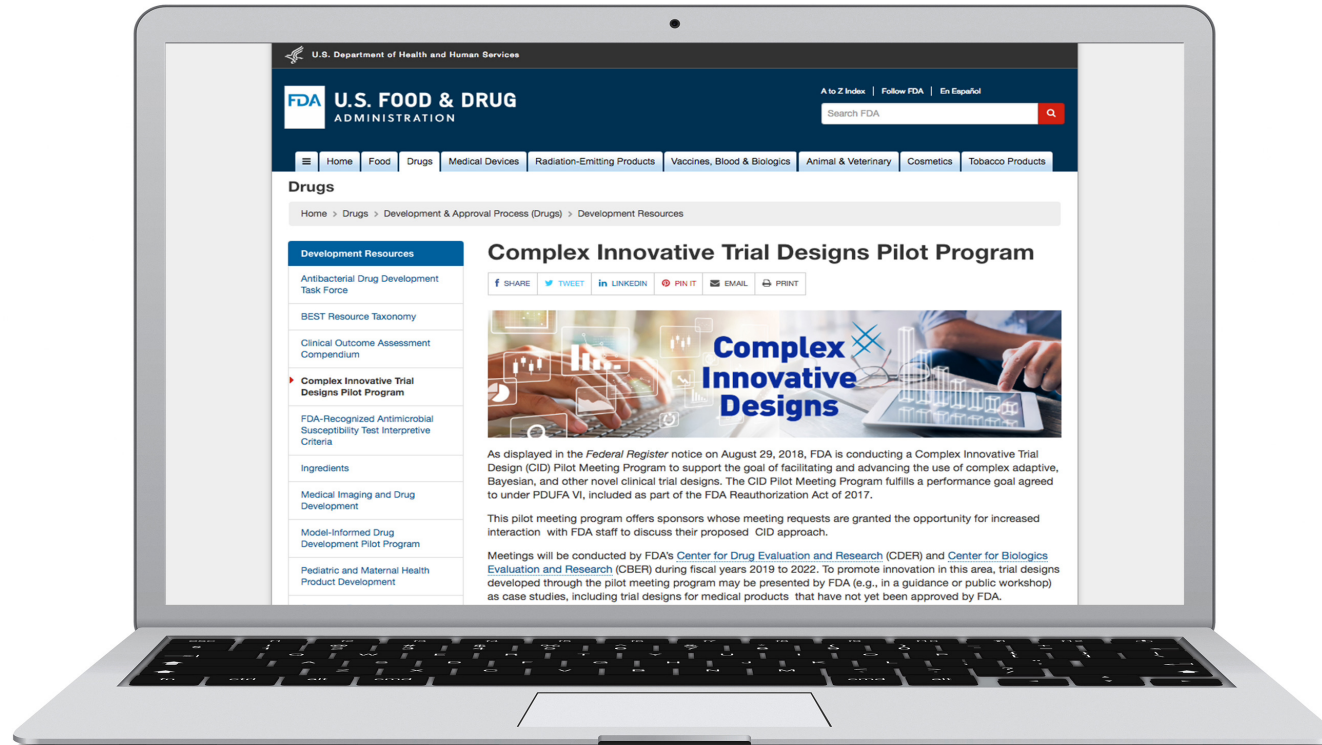 U.S. Department of Health and Human Services
FDA
U.S. FOOD & DRUG
ADMINISTRATION
A to Z Index | Follow FDA | En Español
Search FDA
Home Food Drugs Medical Devices Radiation-Emitting Products Vaccines, Blood & Biologics Animal & Veterinary Cosmetics Tobacco Products
Drugs
Home > Drugs > Development & Approval Process (Drugs) > Development Resources
Development Resources
Antibacterial Drug Development
Task Force
BEST Resource Taxonomy
Clinical Outcome Assessment
Compendium
Complex Innovative Trial
Designs Pilot Program
FDA-Recognized Antimicrobial
Susceptibility Test Interpretive
Criteria
Ingredients
Medical Imaging and Drug
Development
Model-Informed Drug
Development Pilot Program
Pediatric and Maternal Health
Product Development
Complex Innovative Trial Designs Pilot Program
f SHARE TWEET in LINKEDIN PIN IT EMAIL PRINT
Complex
Innovative
Designs
As displayed in the Federal Register notice on August 29, 2018, FDA is conducting a Complex Innovative Trial
Design (CID) Pilot Meeting Program to support the goal of facilitating and advancing the use of complex adaptive,
Bayesian, and other novel clinical trial designs. The CID Pilot Meeting Program fulfills a performance goal agreed
to under PDUFA VI, included as part of the FDA Reauthorization Act of 2017.
This pilot meeting program offers sponsors whose meeting requests are granted the opportunity for increased
interaction with FDA staff to discuss their proposed CID approach.
Meetings will be conducted by FDA's Center for Drug Evaluation and Research (CDER) and Center for Biologics
Evaluation and Research (CBER) during fiscal years 2019 to 2022. To promote innovation in this area, trial designs
developed through the pilot meeting program may be presented by FDA (e.g., in a guidance or public workshop)
as case studies, including trial designs for medical products that have not yet been approved by FDA.
fn ctrl alt cmd cmd alt